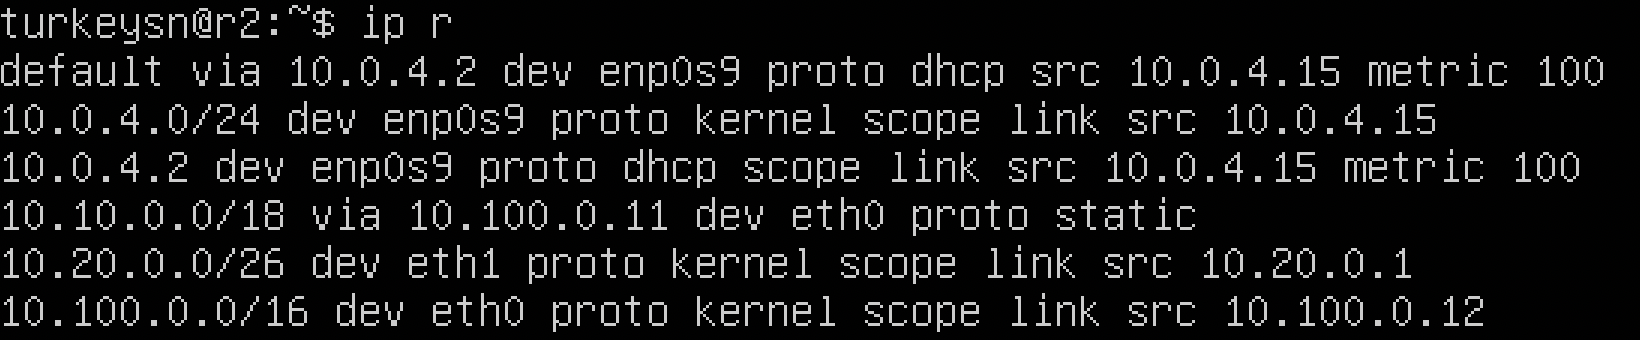 turkeysn@r2:~$ ip r
default via 10.0.4.2 dev enp0s9 proto dhcp src 10.0.4.15 metric 100
10.0.4.0/24 dev enp0s9 proto kernel scope link src 10.0.4.15
10.0.4.2 dev enp0s9 proto dhcp scope link src 10.0.4.15 metric 100
10.10.0.0/18 via 10.100.0.11 dev eth0 proto static
10.20.0.0/26 dev eth1 proto kernel scope link src 10.20.0.1
10.100.0.0/16 dev eth0 proto kernel scope link src 10.100.0.12